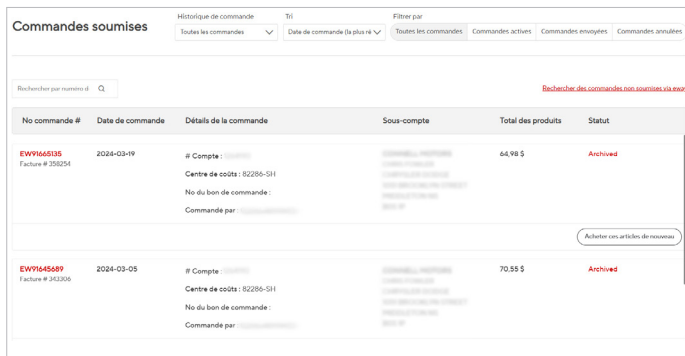 Commandes soumises
Historique de commande
Toutes les commandes
Tri
Date de commande (la plus ré
Filtrer par
Toutes les commandes Commandes actives Commandes envoyées Commandes annulées
Rechercher par numéro d
Rechercher des commandes non soumises via eway
No commande # Date de commande Détails de la commande Sous-compte Total des produits Statut
EW91665135 2024-03-19 # Compte : 64,98 $ Archived
Facture # 358254
Centre de coûts : 82286-SH
No du bon de commande :
Commandé par :
Acheter ces articles de nouveau
EW91645689 2024-03-05 # Compte : 70,55 $ Archived
Facture # 343306
Centre de coûts : 82286-SH
No du bon de commande :
Commandé par